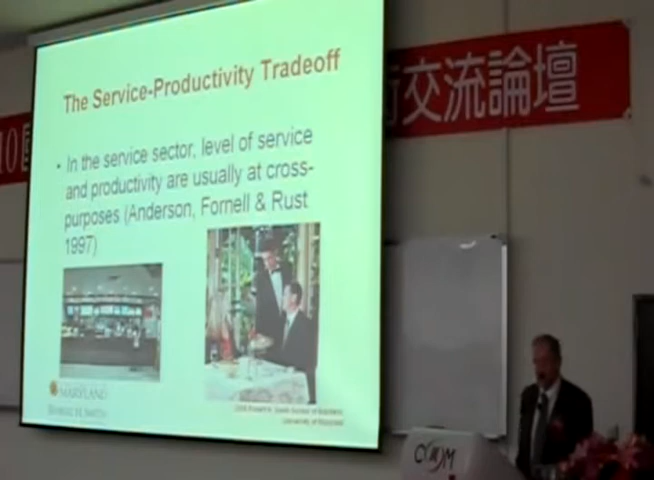 The Service-Productivity Tradeoff
• In the service sector, level of service
and productivity are usually at cross-
purposes (Anderson, Fornell & Rust
1997)
MARYLAND
10
交流論壇